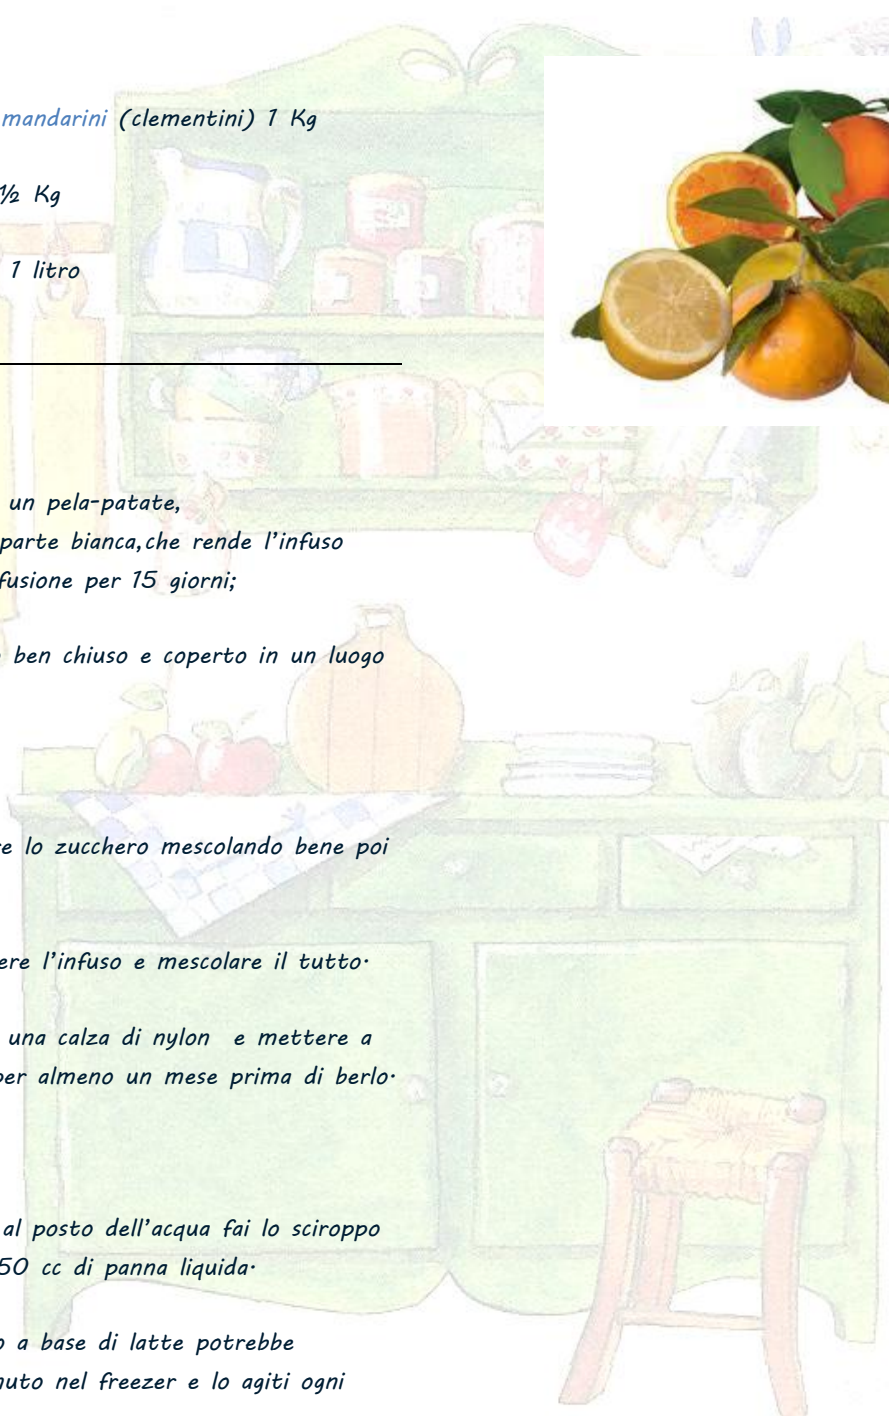 mandarini (clementini) 1 Kg
½ Kg
1 litro
un pela-patate,
parte bianca,che rende l'infuso
fusione per 15 giorni;
ben chiuso e coperto in un luogo
re lo zucchero mescolando bene poi
ere l'infuso e mescolare il tutto.
una calza di nylon e mettere a
per almeno un mese prima di berlo.
al posto dell'acqua fai lo sciroppo
50 cc di panna liquida.
o a base di latte potrebbe
nuto nel freezer e lo agiti ogni